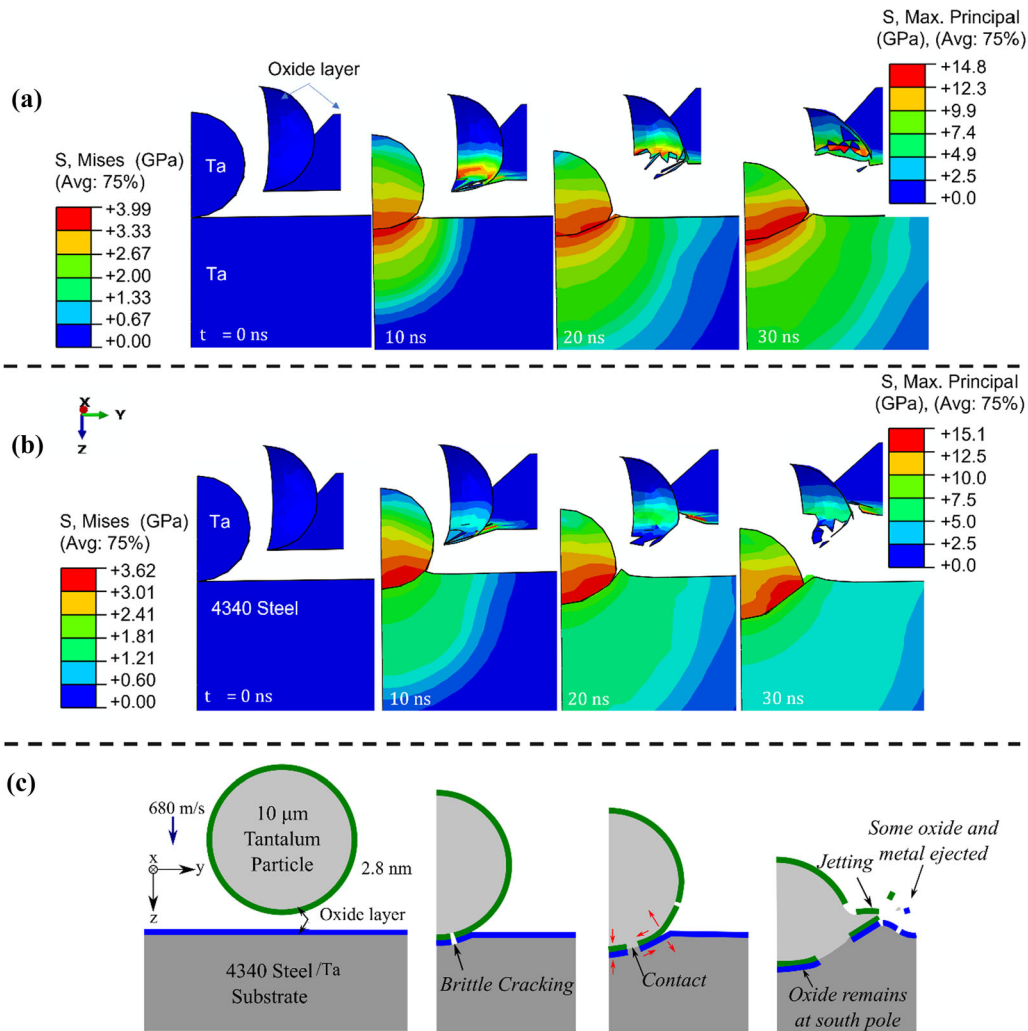 (a)
Oxide layer
S, Max. Principal
(GPa), (Avg: 75%)
+14.8
+12.3
+9.9
+7.4
+4.9
+2.5
+0.0
S, Mises (GPa)
(Avg: 75%)
+3.99
+3.33
+2.67
+2.00
+1.33
+0.67
+0.00
Ta
Ta
t = 0 ns
10 ns
20 ns
30 ns
(b)
X
Y
Z
S, Max. Principal
(GPa), (Avg: 75%)
+15.1
+12.5
+10.0
+7.5
+5.0
+2.5
+0.0
S, Mises (GPa)
(Avg: 75%)
+3.62
+3.01
+2.41
+1.81
+1.21
+0.60
+0.00
Ta
4340 Steel
t = 0 ns
10 ns
20 ns
30 ns
(c)
680 m/s
x
y
z
10 μm
Tantalum
Particle
2.8 nm
Oxide layer
4340 Steel/Ta
Substrate
Brittle Cracking
Contact
Some oxide and
metal ejected
Jetting
Oxide remains
at south pole